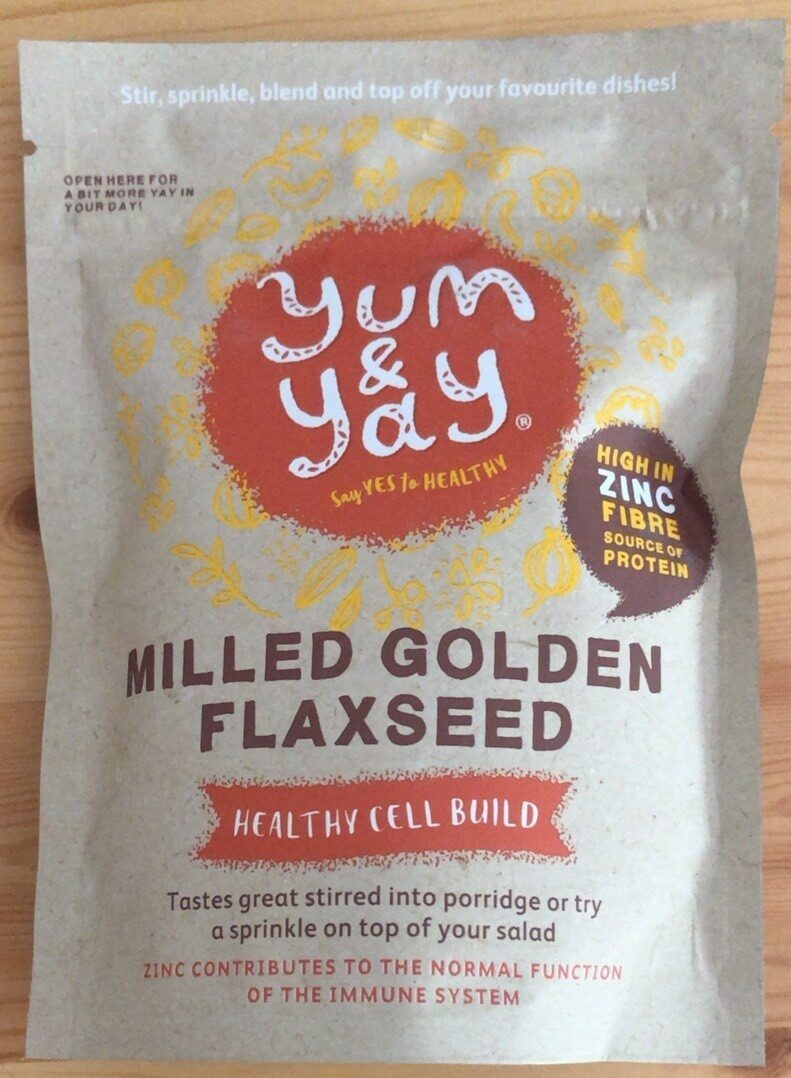 Stir, sprinkle, blend and top off your favourite dishes!
OPEN HERE FOR
A BIT MORE YAY IN
YOUR DAY!
yum
&
yay®
Say YES to HEALTHY
HIGH IN
ZINC
FIBRE
SOURCE OF
PROTEIN
MILLED GOLDEN
FLAXSEED
HEALTHY CELL BUILD
Tastes great stirred into porridge or try
a sprinkle on top of your salad
ZINC CONTRIBUTES TO THE NORMAL FUNCTION
OF THE IMMUNE SYSTEM